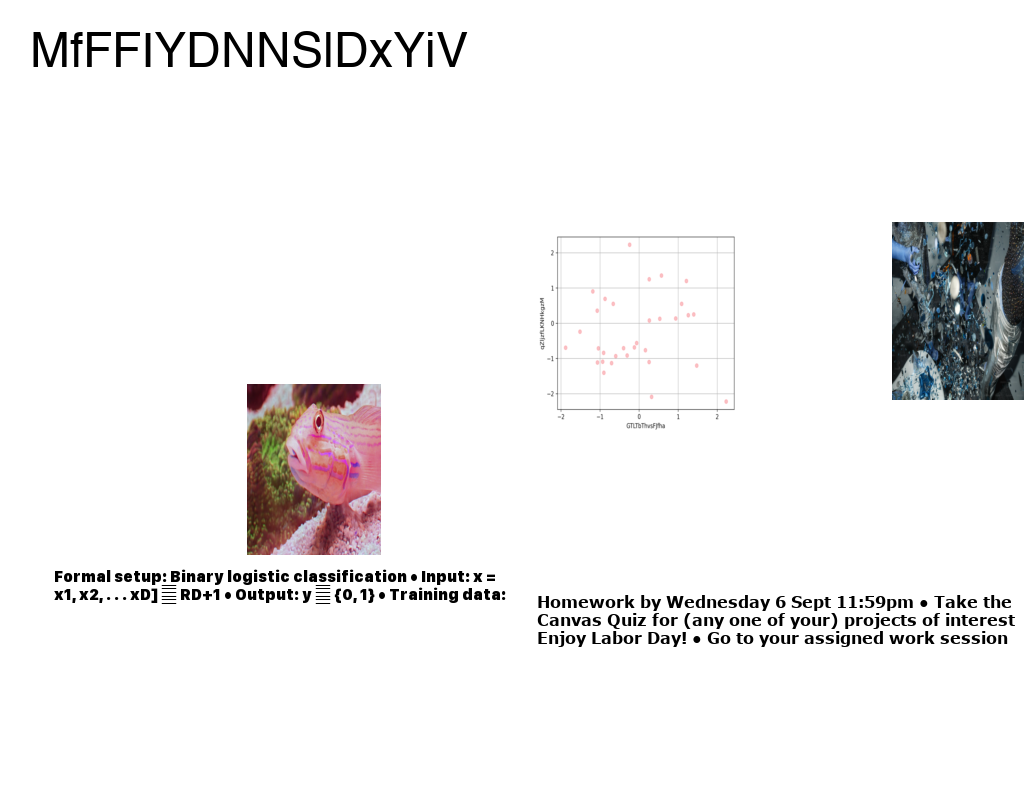 MfFFIYDNNSlDxYiV
2
1
0
−1
−2
−2
−1
0
1
2
Formal setup: Binary logistic classification • Input: x =
x1, x2, . . . xD] RD+1 • Output: y {0, 1} • Training data:
Homework by Wednesday 6 Sept 11:59pm • Take the
Canvas Quiz for (any one of your) projects of interest
Enjoy Labor Day! • Go to your assigned work session